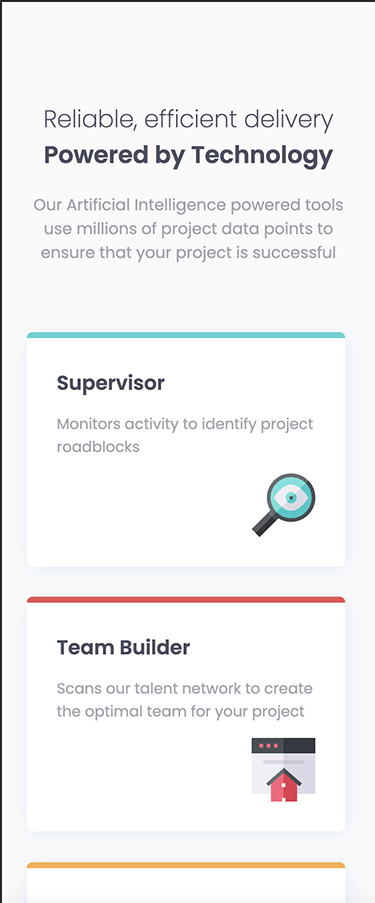 Reliable, efficient delivery
Powered by Technology
Our Artificial Intelligence powered tools
use millions of project data points to
ensure that your project is successful
Supervisor
Monitors activity to identify project
roadblocks
Team Builder
Scans our talent network to create
the optimal team for your project